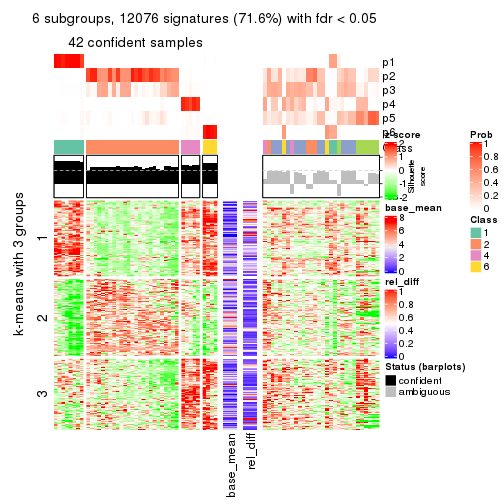 6 subgroups, 12076 signatures (71.6%) with fdr < 0.05
42 confident samples
p1
p2
p3
p4
p5
p6
Class
z-score
2
1
0
-1
-2
Silhouette
score
Prob
1
0.8
0.6
0.4
0.2
0
base_mean
8
6
4
2
0
Class
1
2
4
6
rel_diff
1
0.8
0.6
0.4
0.2
0
Status (barplots)
confident
ambiguous
k-means with 3 groups
1
2
3
base_mean
rel_diff